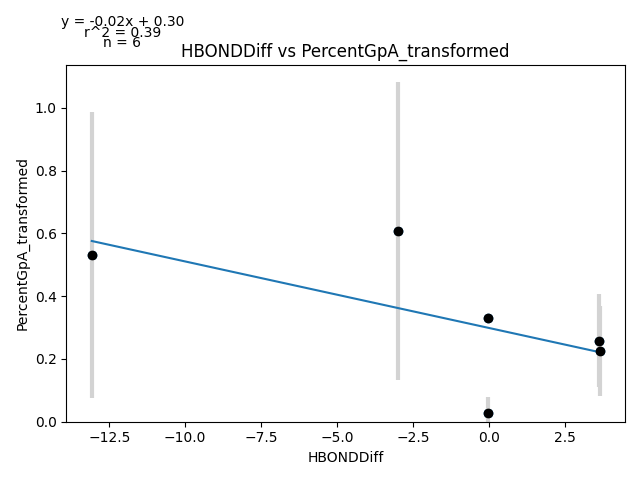 y = -0.02x + 0.30
r^2 = 0.39
n = 6
HBONDDiff vs PercentGpA_transformed
PercentGpA_transformed
1.0
0.8
0.6
0.4
0.2
0.0
−12.5 −10.0 −7.5 −5.0 −2.5 0.0 2.5
HBONDDiff